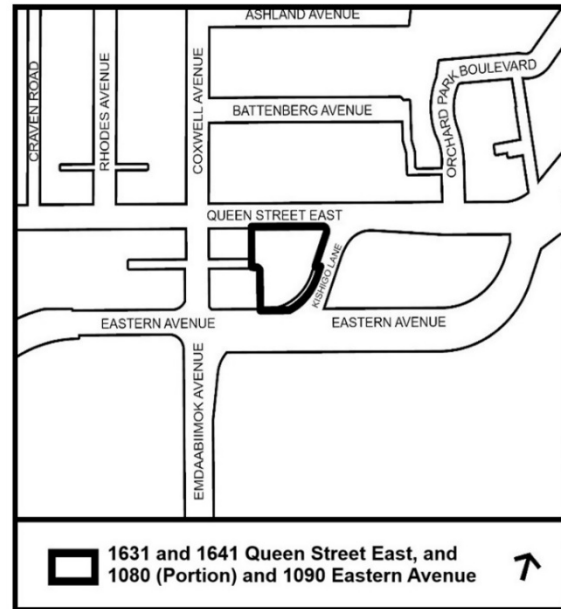 ASHLAND AVENUE
CRAVEN ROAD
RHODES AVENUE
COXWELL AVENUE
BATTENBERG AVENUE
ORCHARD PARK BOULEVARD
QUEEN STREET EAST
KISHIGO LANE
EASTERN AVENUE
EASTERN AVENUE
EMDAABIIMOK AVENUE
1631 and 1641 Queen Street East, and
1080 (Portion) and 1090 Eastern Avenue